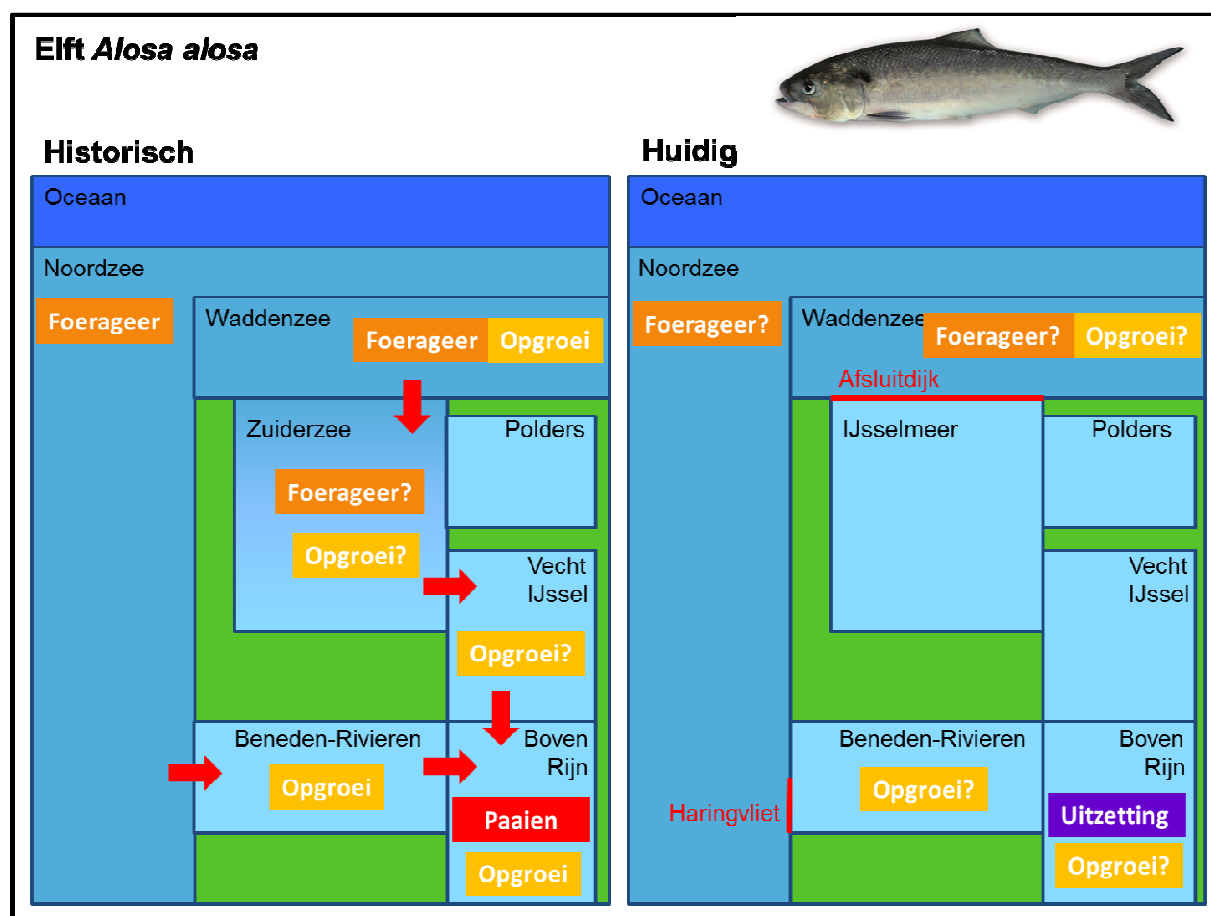 Elft Alosa alosa
Historisch
Oceaan
Noordzee
Foerageer
Waddenzee
Foerageer
Opgroei
Zuiderzee
Foerageer?
Opgroei?
Polders
Vecht
IJssel
Opgroei?
Beneden-Rivieren
Opgroei
Boven
Rijn
Paaien
Opgroei
Huidig
Oceaan
Noordzee
Foerageer?
Waddenzee
Foerageer?
Opgroei?
Afsluitdijk
IJsselmeer
Polders
Vecht
IJssel
Beneden-Rivieren
Opgroei?
Haringvliet
Boven
Rijn
Uitzetting
Opgroei?